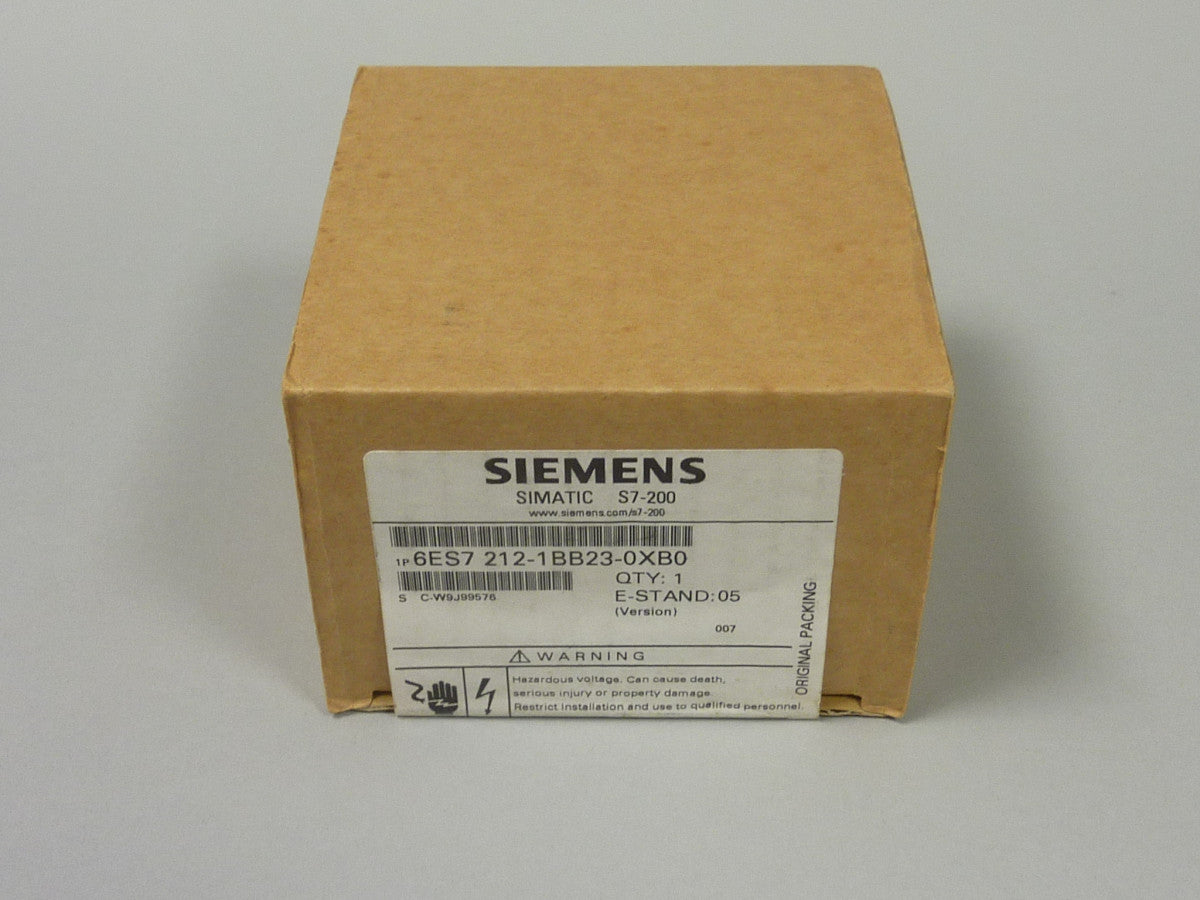 SIEMENS
SIMATIC S7-200
www.siemens.com/s7-200
1P 6ES7 212-1BB23-0XB0
QTY: 1
S C-W9J99576
E-STAND:05
(Version)
007
ORIGINAL PACKING
WARNING
Hazardous voltage. Can cause death,
serious injury or property damage.
Restrict Installation and use to qualified personnel.